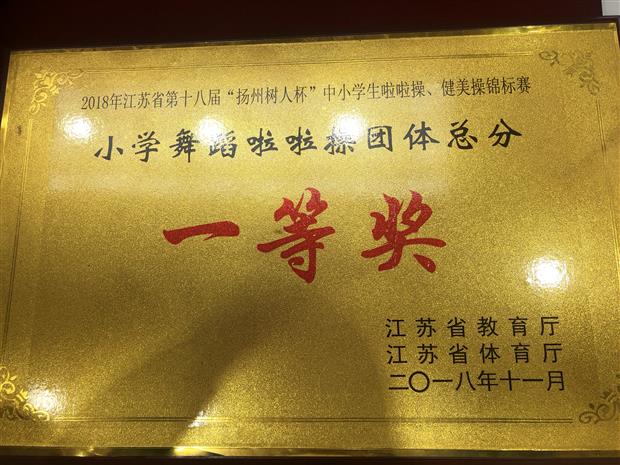 2018年江苏省第十八届“扬州树人杯”中小学生啦啦操、健美操锦标赛
小学舞蹈啦啦操团体总分
一等奖
江苏省教育厅
江苏省体育厅
二〇一八年十一月